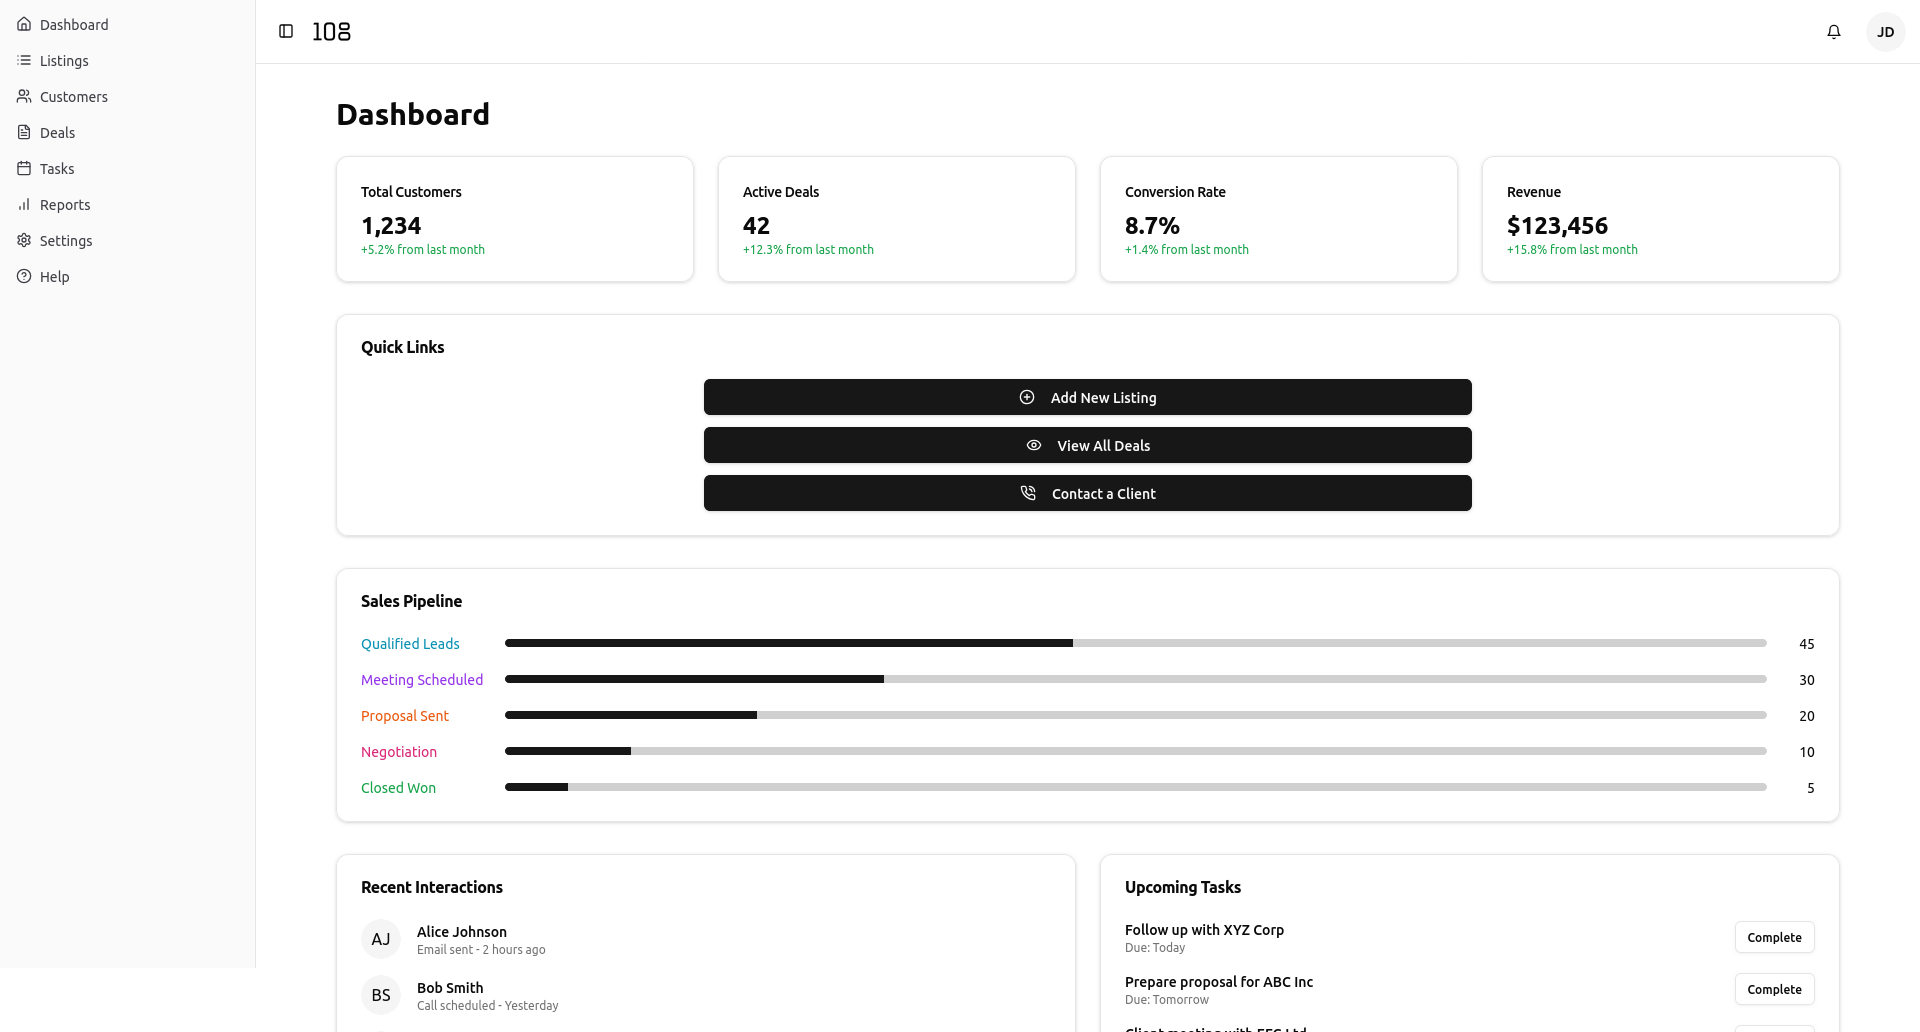 Dashboard
Listings
Customers
Deals
Tasks
Reports
Settings
Help
108
JD
Dashboard
Total Customers
1,234
+5.2% from last month
Active Deals
42
+12.3% from last month
Conversion Rate
8.7%
+1.4% from last month
Revenue
$123,456
+15.8% from last month
Quick Links
Add New Listing
View All Deals
Contact a Client
Sales Pipeline
Qualified Leads 45
Meeting Scheduled 30
Proposal Sent 20
Negotiation 10
Closed Won 5
Recent Interactions
AJ
Alice Johnson
Email sent - 2 hours ago
BS
Bob Smith
Call scheduled - Yesterday
Upcoming Tasks
Follow up with XYZ Corp
Due: Today
Complete
Prepare proposal for ABC Inc
Due: Tomorrow
Complete
Client meeting with